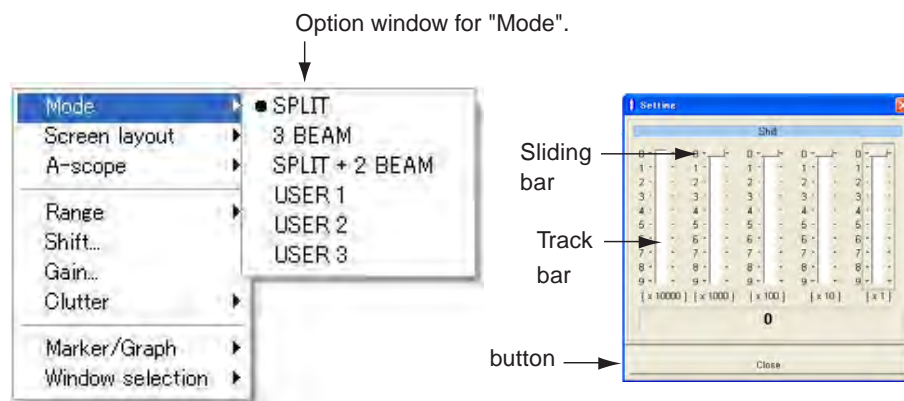 Option window for "Mode".
Mode
Screen layout
A-scope
Range
Shift...
Gain...
Clutter
Marker/Graph
Window selection
SPLIT
3 BEAM
SPLIT + 2 BEAM
USER 1
USER 2
USER 3
Sliding
bar
Track
bar
button
Setting
Shift
0 0 0 0 0
1 1 1 1 1
2 2 2 2 2
3 3 3 3 3
4 4 4 4 4
5 5 5 5 5
6 6 6 6 6
7 7 7 7 7
8 8 8 8 8
9 9 9 9 9
[ x 10000 ] [ x 1000 ] [ x 100 ] [ x 10 ] [ x 1 ]
0
Close